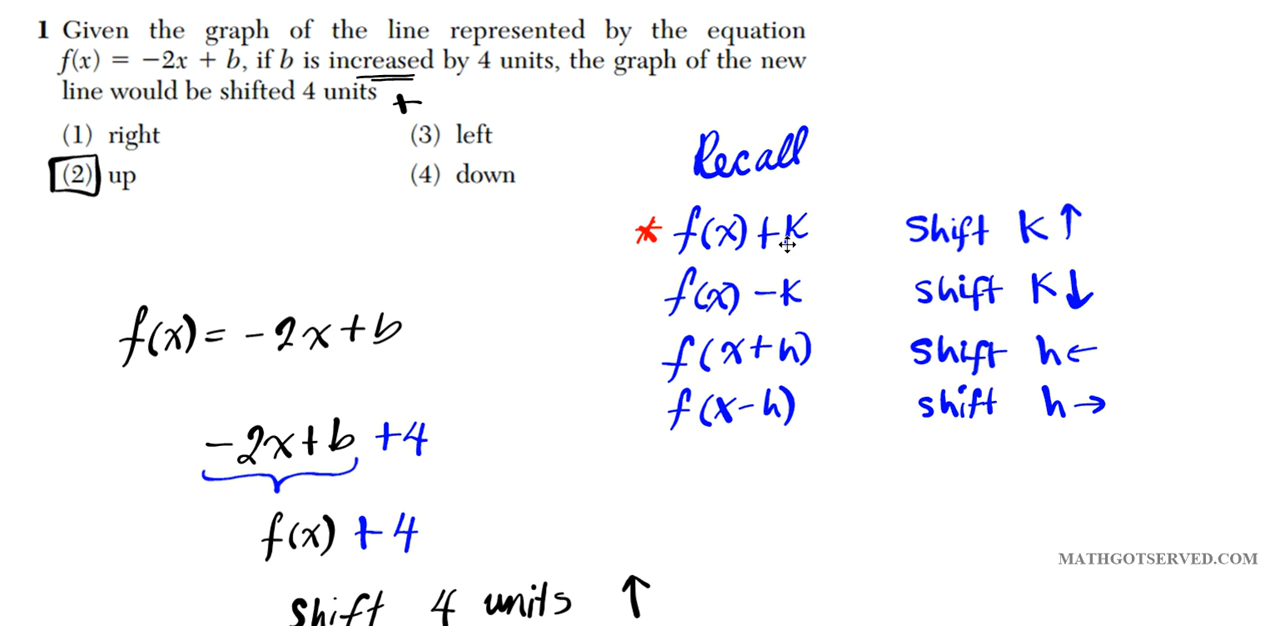 1 Given the graph of the line represented by the equation
f(x) = −2x + b, if b is increased by 4 units, the graph of the new
line would be shifted 4 units +
(1) right (3) left
(2) up (4) down
Recall
* f(x) + K shift K ↑
f(x) − K shift K ↓
f(x+h) shift h ←
f(x−h) shift h →
f(x) = −2x+b
−2x+b +4
f(x) + 4
shift 4 units ↑
MATHGOTSERVED.COM